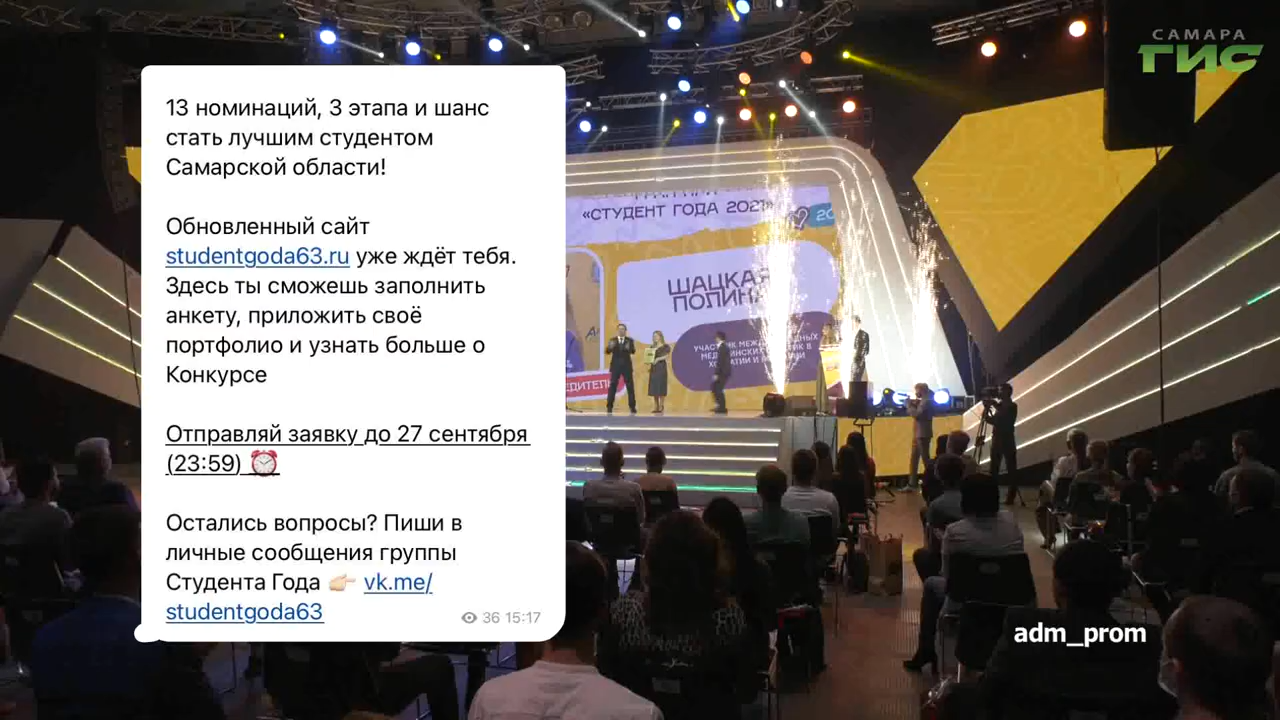 САМАРА
ГИС
13 номинаций, 3 этапа и шанс
стать лучшим студентом
Самарской области!
Обновленный сайт
studentgoda63.ru уже ждёт тебя.
Здесь ты сможешь заполнить
анкету, приложить своё
портфолио и узнать больше о
Конкурсе
Отправляй заявку до 27 сентября
(23:59) ⏰
Остались вопросы? Пиши в
личные сообщения группы
Студента Года 👉🏻 vk.me/
studentgoda63
36 15:17
«СТУДЕНТ ГОДА 2021»
ШАЦКАЯ
ПОЛИНА
adm_prom